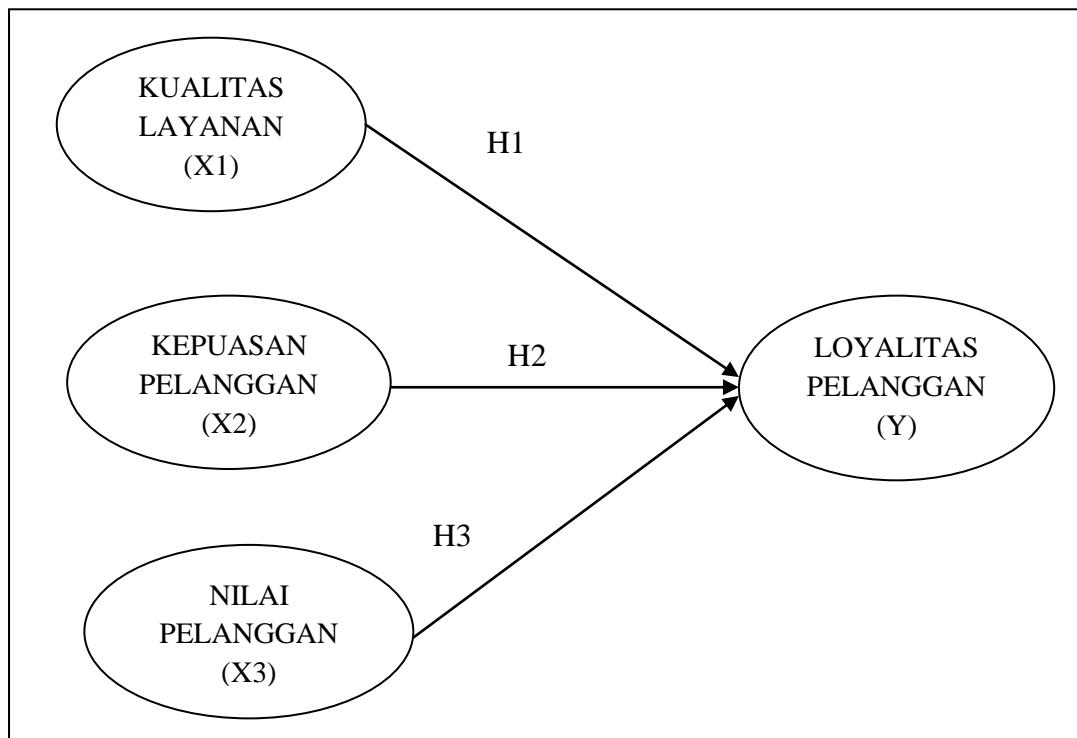 KUALITAS
LAYANAN
(X1)
H1
KEPUASAN
PELANGGAN
(X2)
H2
LOYALITAS
PELANGGAN
(Y)
H3
NILAI
PELANGGAN
(X3)